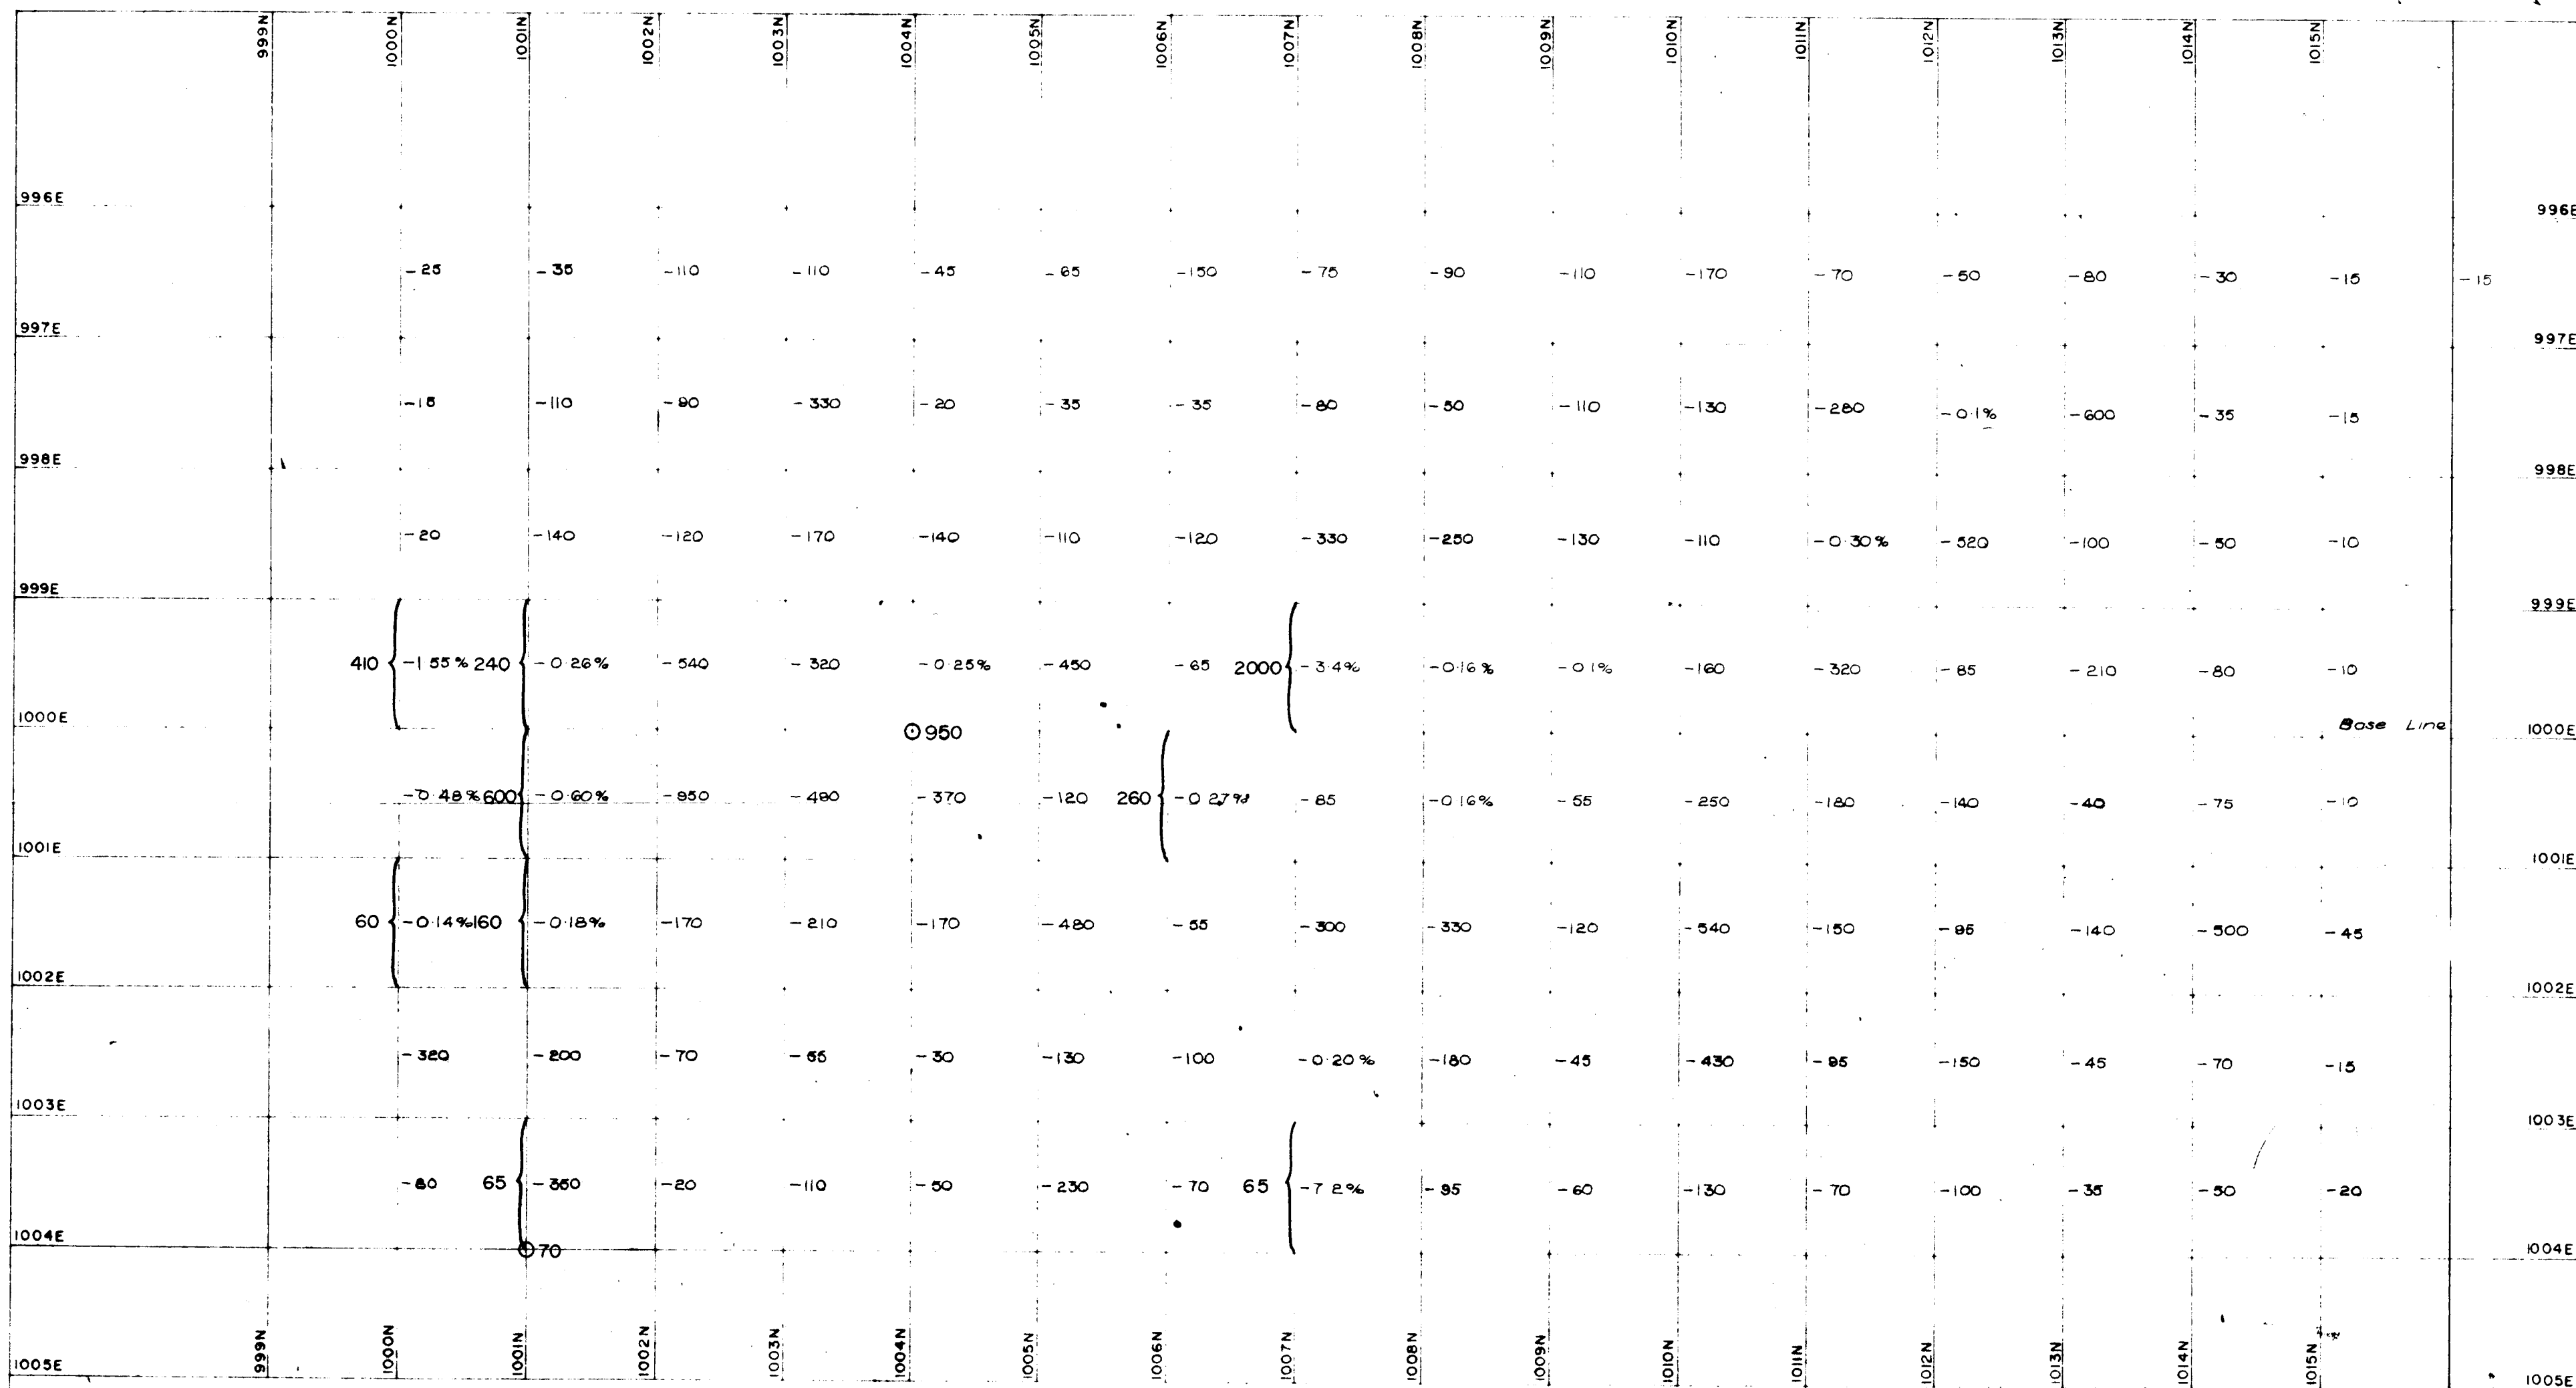 999N 1000N 1001N 1002N 1003N 1004N 1005N 1006N 1007N 1008N 1009N 1010N 1011N 1012N 1013N 1014N 1015N
996E 996E
-25 -35 -110 -110 -45 -65 -150 -75 -90 -110 -170 -70 -50 -80 -30 -15 -15
997E 997E
-15 -110 -90 -330 -20 -35 -35 -80 -50 -110 -130 -280 -0.1% -600 -35 -15
998E 998E
-20 -140 -120 -170 -140 -110 -120 -330 -250 -130 -110 -0.30% -520 -100 -50 -10
999E 999E
410 -1.55% 240 -0.26% -540 -320 -0.25% -450 -65 2000 -3.4% -0.16% -0.1% -160 -320 -85 -210 -80 -10
1000E 950 Base Line 1000E
-0.48% 600 -0.60% -950 -490 -370 -120 260 -0.27% -85 -0.16% -55 -250 -180 -140 -40 -75 -10
1001E 1001E
60 -0.14% 160 -0.18% -170 -210 -170 -480 -55 -300 -330 -120 -540 -150 -95 -140 -500 -45
1002E 1002E
-320 -200 -70 -65 -30 -130 -100 -0.20% -180 -45 -430 -95 -150 -45 -70 -15
1003E 1003E
-80 65 -350 -20 -110 -50 -230 -70 65 -7.2% -95 -60 -130 -70 -100 -35 -50 -20
1004E 70 1004E
999N 1000N 1001N 1002N 1003N 1004N 1005N 1006N 1007N 1008N 1009N 1010N 1011N 1012N 1013N 1014N 1015N
1005E 1005E